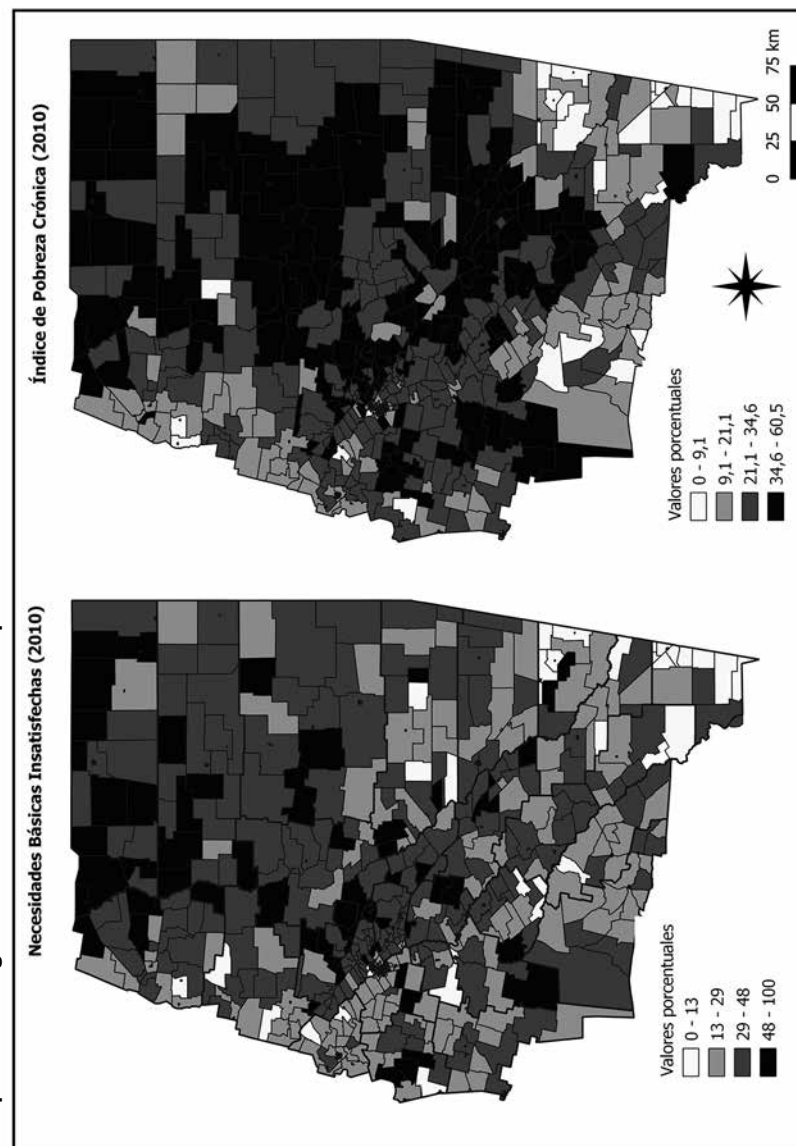 Necesidades Básicas Insatisfechas (2010)
Valores porcentuales
0 - 13
13 - 29
29 - 48
48 - 100
Índice de Pobreza Crónica (2010)
Valores porcentuales
0 - 9,1
9,1 - 21,1
21,1 - 34,6
34,6 - 60,5
0 25 50 75 km